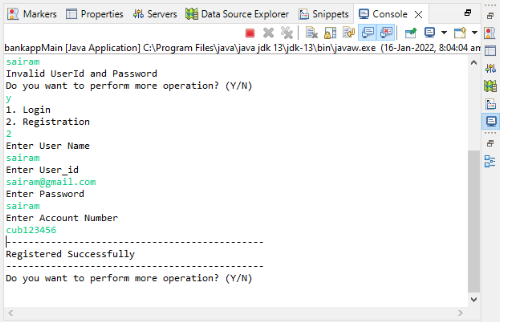 Markers Properties Servers Data Source Explorer Snippets Console
bankappMain [Java Application] C:\Program Files\java\java jdk 13\jdk-13\bin\javaw.exe (16-Jan-2022, 8:04:04 an
sairam
Invalid UserId and Password
Do you want to perform more operation? (Y/N)
y
1. Login
2. Registration
2
Enter User Name
sairam
Enter User_id
sairam@gmail.com
Enter Password
sairam
Enter Account Number
cub123456
---------------------------------------------
Registered Successfully
---------------------------------------------
Do you want to perform more operation? (Y/N)